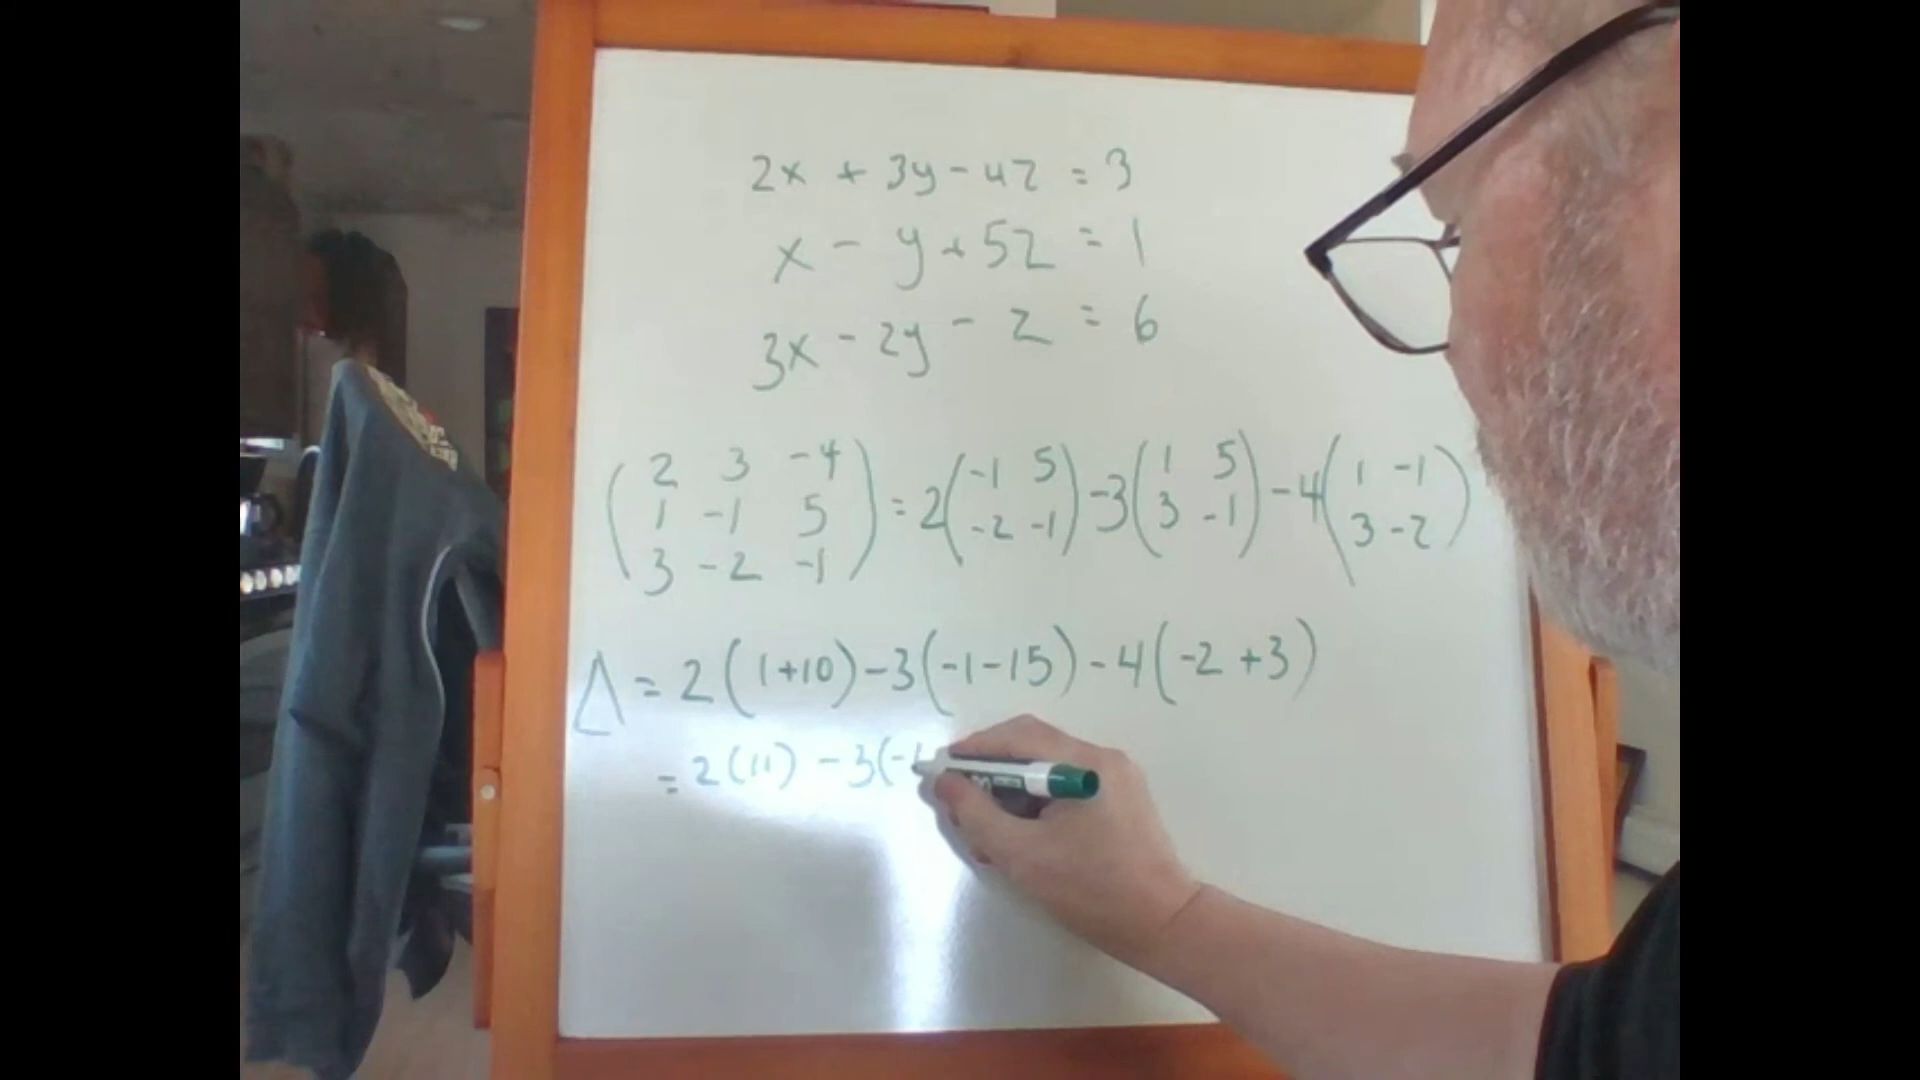 2x + 3y - 4z = 3
x - y + 5z = 1
3x - 2y - z = 6
( 2 3 -4 ) = 2( -1 5 ) -3( 1 5 ) -4( 1 -1 )
1 -1 5 -2 -1 3 -1 3 -2
3 -2 -1
Δ = 2(1+10)-3(-1-15)-4(-2+3)
= 2(11) - 3(-1